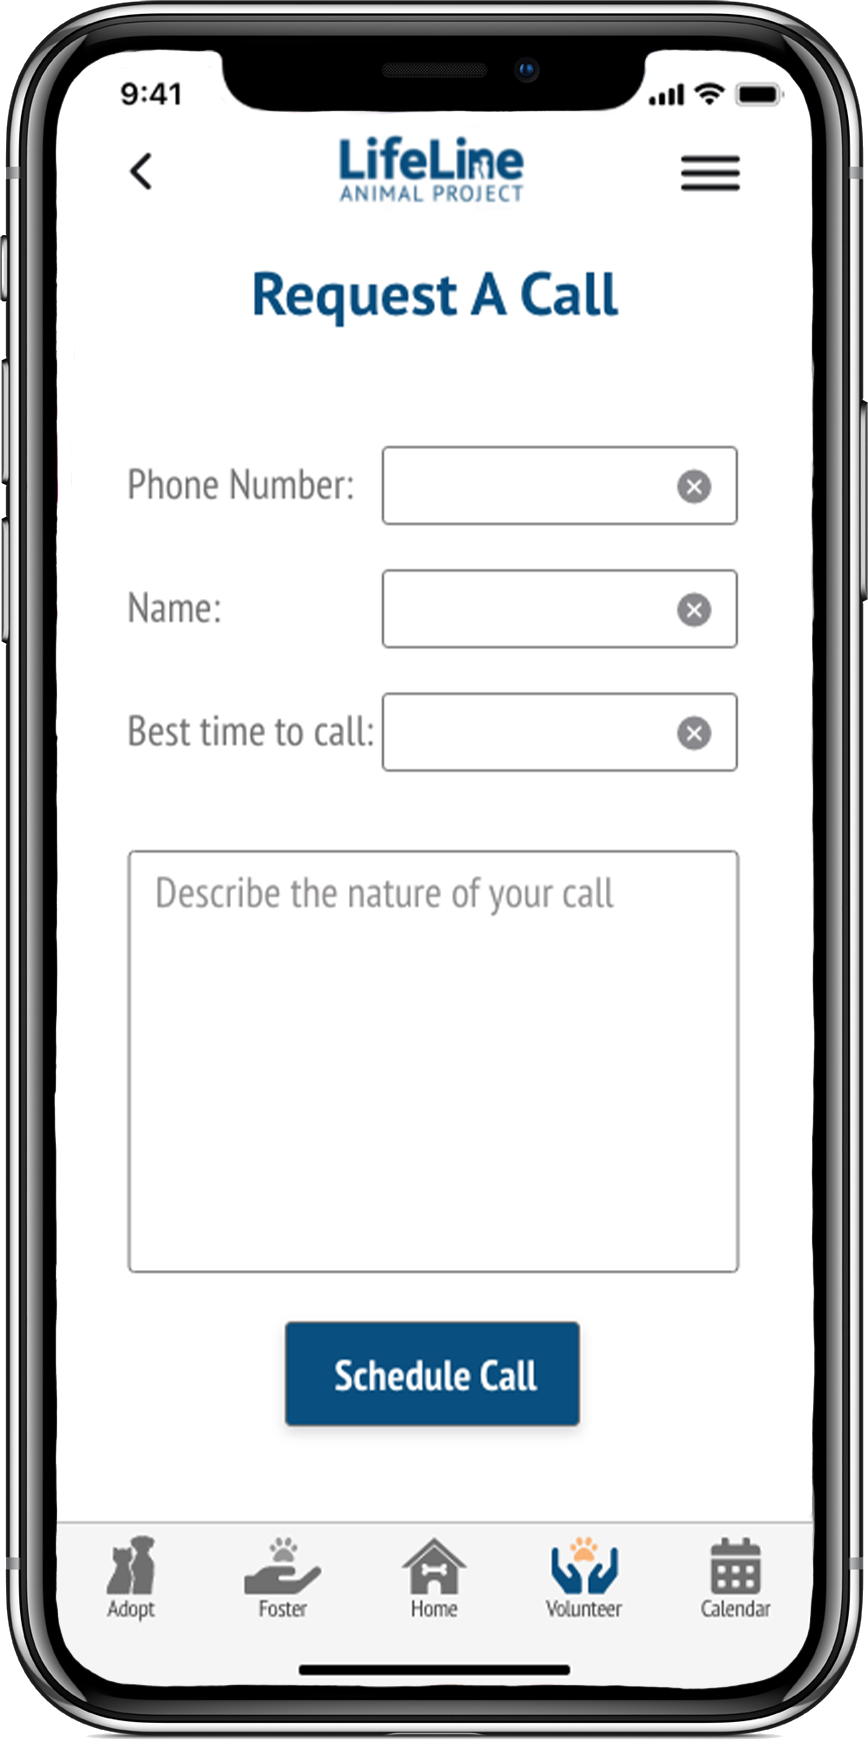 9:41
LifeLine
ANIMAL PROJECT
Request A Call
Phone Number:
Name:
Best time to call:
Describe the nature of your call
Schedule Call
Adopt
Foster
Home
Volunteer
Calendar